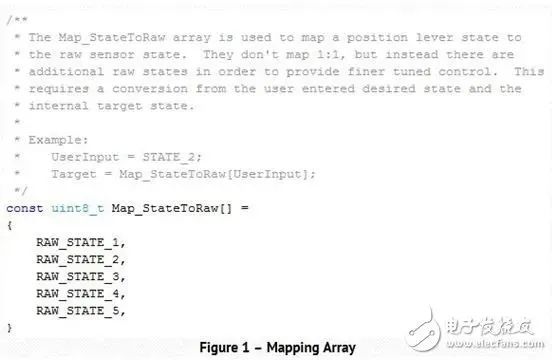 /**
* The Map_StateToRaw array is used to map a position lever state to
* the raw sensor state.  They don't map 1:1, but instead there are
* additional raw states in order to provide finer tuned control.  This
* requires a conversion from the user entered desired state and the
* internal target state.
*
* Example:
*    UserInput = STATE_2;
*    Target = Map_StateToRaw[UserInput];
*/
const uint8_t Map_StateToRaw[] =
{
    RAW_STATE_1,
    RAW_STATE_2,
    RAW_STATE_3,
    RAW_STATE_4,
    RAW_STATE_5,
}
Figure 1 – Mapping Array
电子发烧友
www.elecfans.com